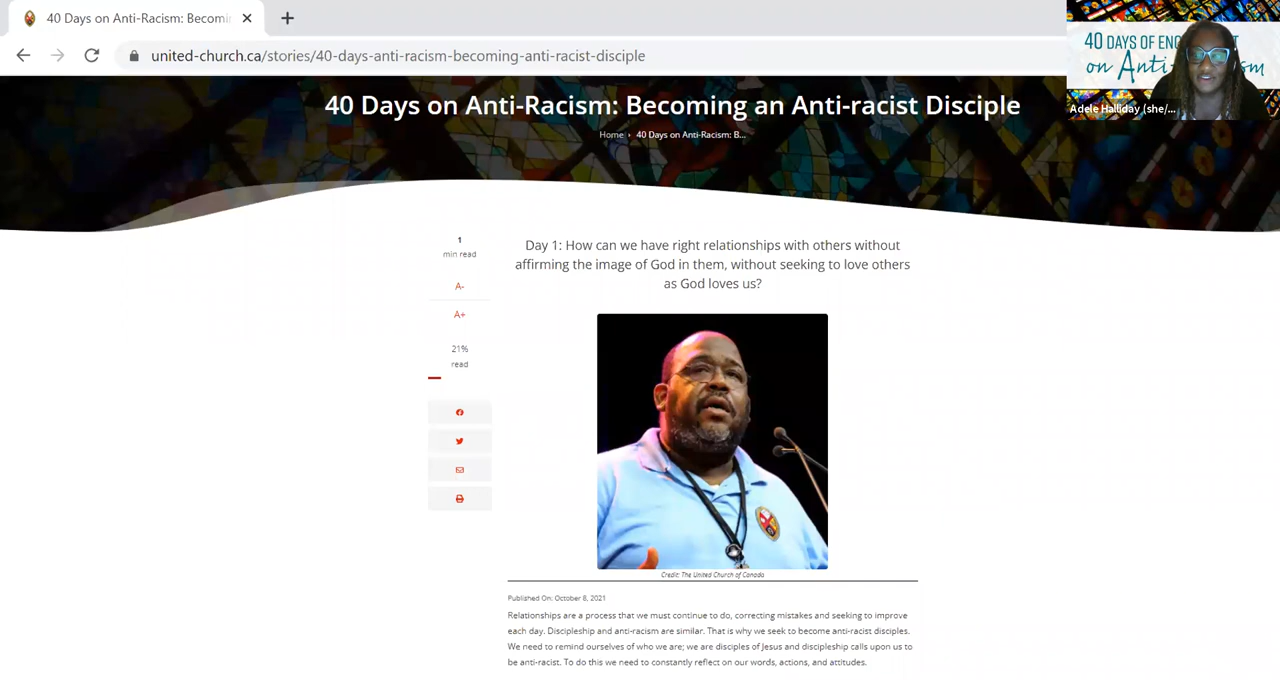 40 Days on Anti-Racism: Becomin
united-church.ca/stories/40-days-anti-racism-becoming-anti-racist-disciple
40 DAYS OF
on Anti
Adele Halliday (she/...
40 Days on Anti-Racism: Becoming an Anti-racist Disciple
Home › 40 Days on Anti-Racism: B...
1
min read
A-
A+
21%
read
Day 1: How can we have right relationships with others without
affirming the image of God in them, without seeking to love others
as God loves us?
Credit: The United Church of Canada
Published On: October 8, 2021
Relationships are a process that we must continue to do, correcting mistakes and seeking to improve
each day. Discipleship and anti-racism are similar. That is why we seek to become anti-racist disciples.
We need to remind ourselves of who we are; we are disciples of Jesus and discipleship calls upon us to
be anti-racist. To do this we need to constantly reflect on our words, actions, and attitudes.